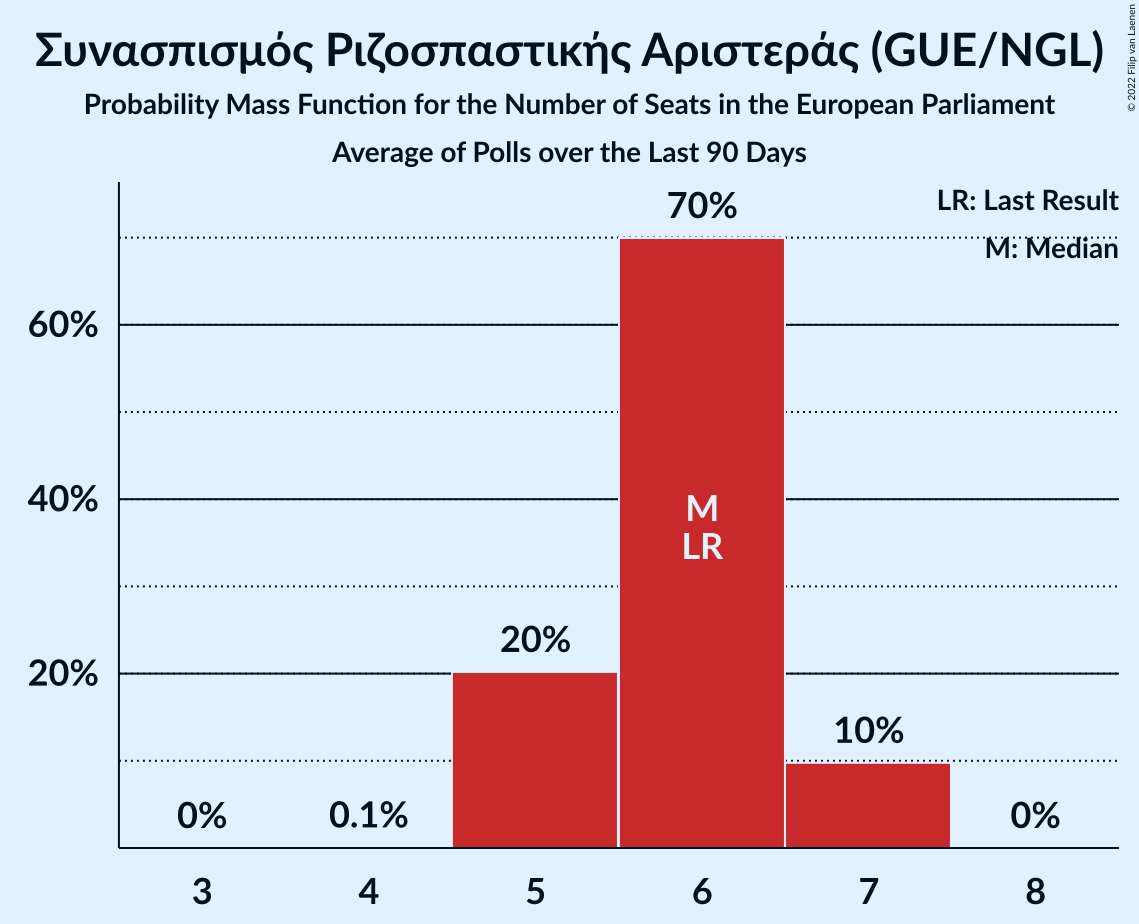 Συνασπισμός Ριζοσπαστικής Αριστεράς (GUE/NGL)
Probability Mass Function for the Number of Seats in the European Parliament
Average of Polls over the Last 90 Days
© 2022 Filip van Laenen
LR: Last Result
M: Median
60%
40%
20%
0%
0.1%
20%
70%
M
LR
10%
0%
3
4
5
6
7
8